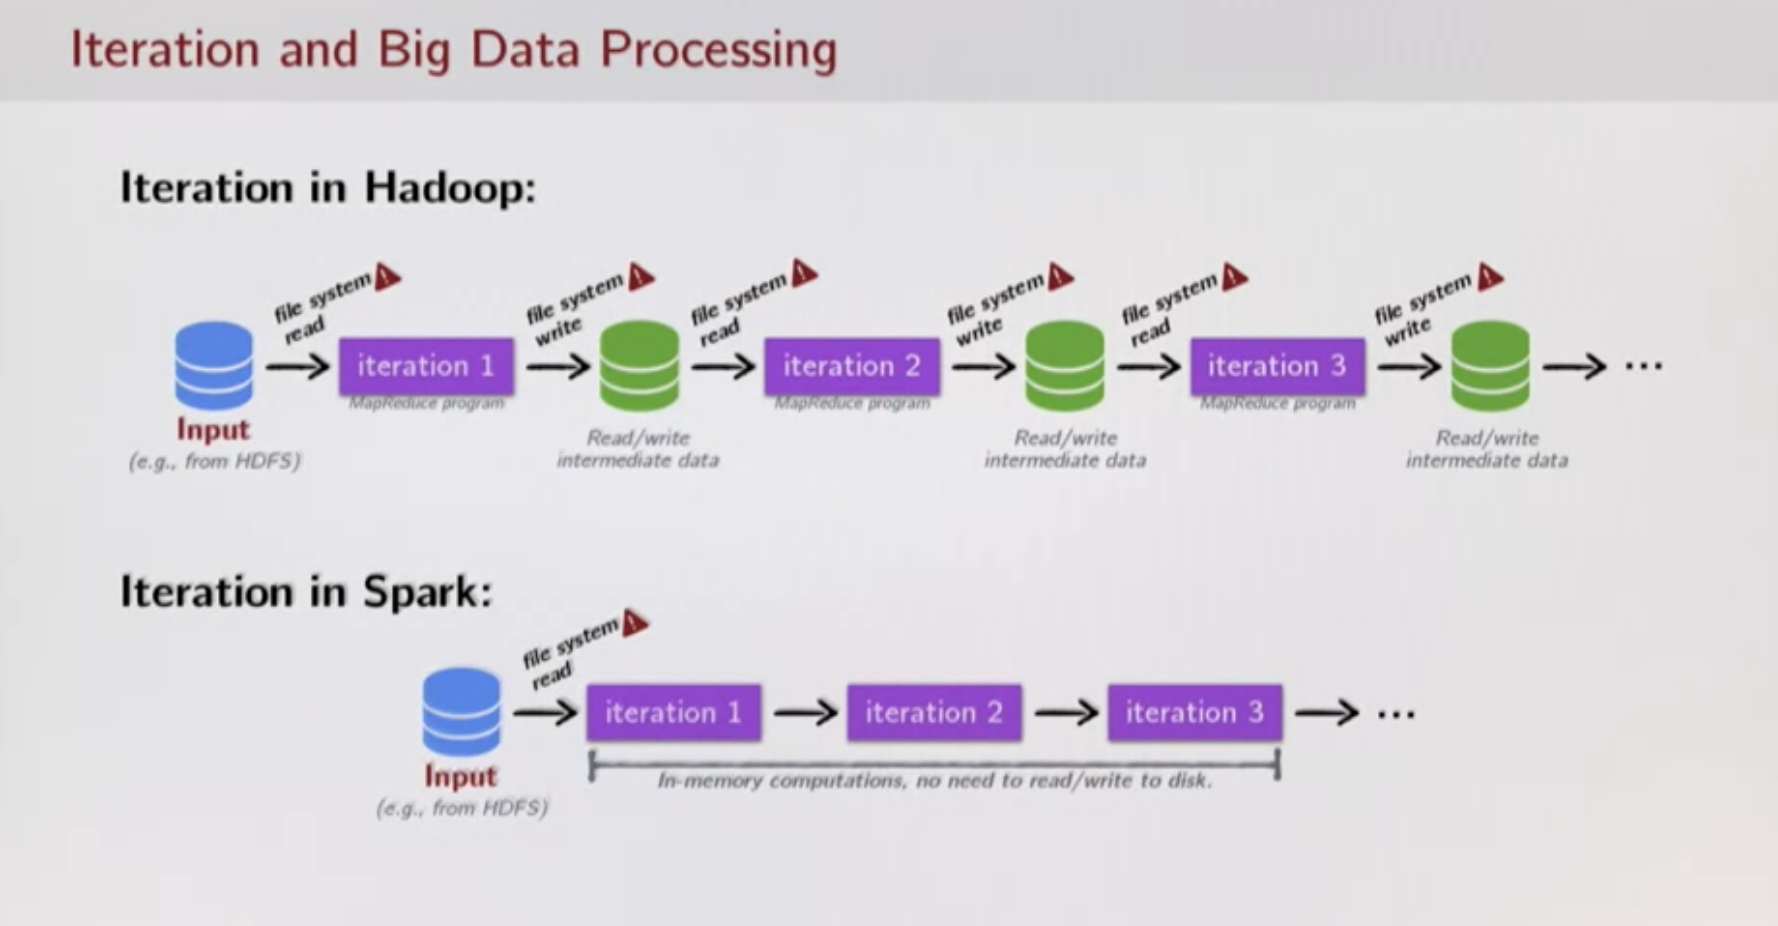 Iteration and Big Data Processing
Iteration in Hadoop:
file system
read
file system
write
file system
read
file system
write
file system
read
file system
write
iteration 1
iteration 2
iteration 3
...
MapReduce program
MapReduce program
MapReduce program
Input
(e.g., from HDFS)
Read/write
intermediate data
Read/write
intermediate data
Read/write
intermediate data
Iteration in Spark:
file system
read
iteration 1
iteration 2
iteration 3
...
Input
(e.g., from HDFS)
In-memory computations, no need to read/write to disk.